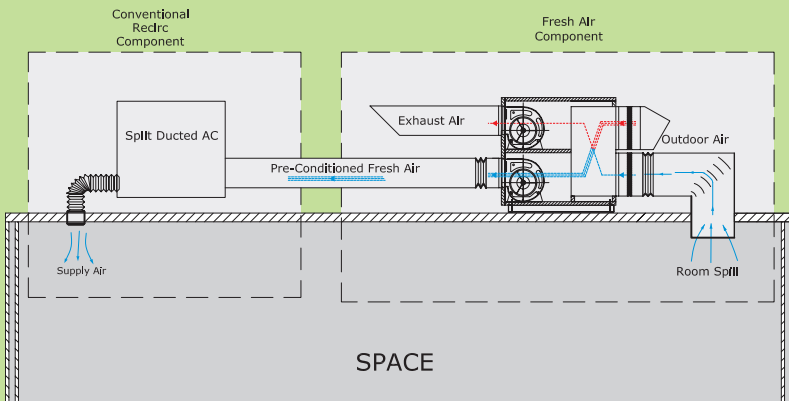 Conventional
Recirc
Component
Fresh Air
Component
Exhaust Air
Split Ducted AC
Outdoor Air
Pre-Conditioned Fresh Air
Supply Air
Room Spill
SPACE